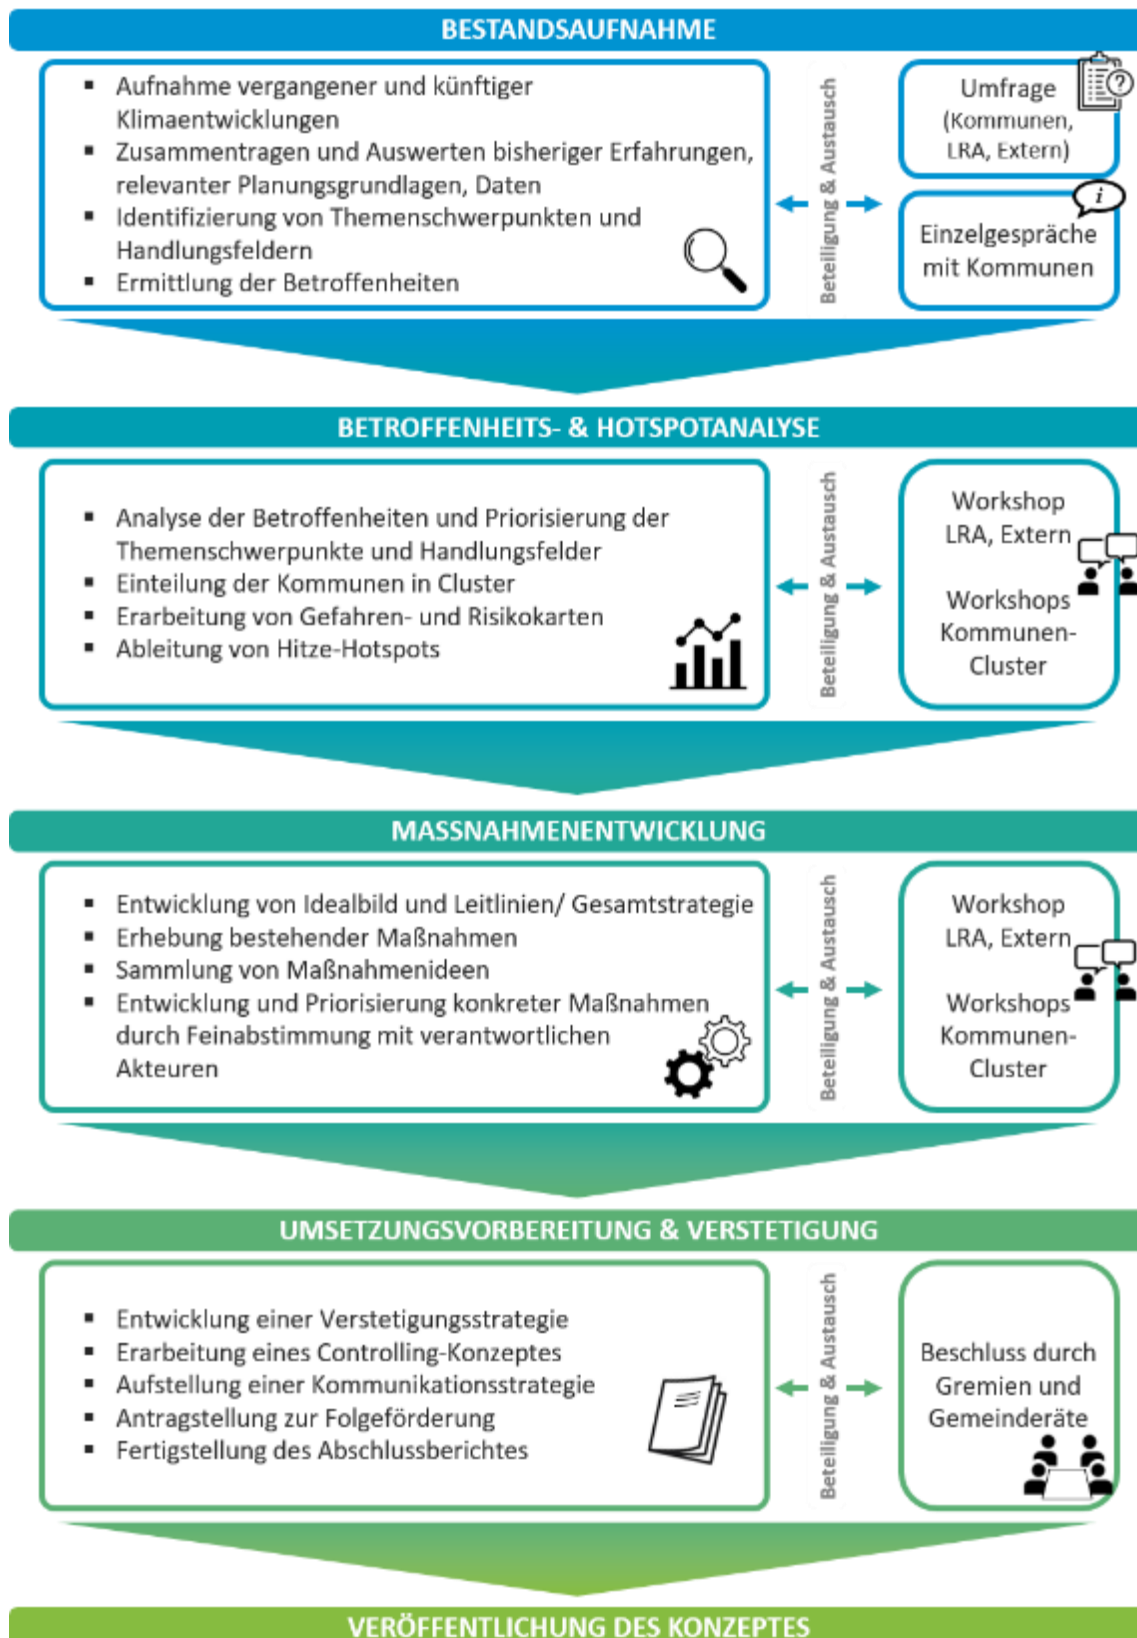 BESTANDSAUFNAHME
▪ Aufnahme vergangener und künftiger
Klimaentwicklungen
▪ Zusammentragen und Auswerten bisheriger Erfahrungen,
relevanter Planungsgrundlagen, Daten
▪ Identifizierung von Themenschwerpunkten und
Handlungsfeldern
▪ Ermittlung der Betroffenheiten
Beteiligung & Austausch
Umfrage
(Kommunen,
LRA, Extern)
?
i
Einzelgespräche
mit Kommunen
BETROFFENHEITS- & HOTSPOTANALYSE
▪ Analyse der Betroffenheiten und Priorisierung der
Themenschwerpunkte und Handlungsfelder
▪ Einteilung der Kommunen in Cluster
▪ Erarbeitung von Gefahren- und Risikokarten
▪ Ableitung von Hitze-Hotspots
Beteiligung & Austausch
Workshop
LRA, Extern
Workshops
Kommunen-
Cluster
MASSNAHMENENTWICKLUNG
▪ Entwicklung von Idealbild und Leitlinien/ Gesamtstrategie
▪ Erhebung bestehender Maßnahmen
▪ Sammlung von Maßnahmenideen
▪ Entwicklung und Priorisierung konkreter Maßnahmen
durch Feinabstimmung mit verantwortlichen
Akteuren
Beteiligung & Austausch
Workshop
LRA, Extern
Workshops
Kommunen-
Cluster
UMSETZUNGSVORBEREITUNG & VERSTETIGUNG
▪ Entwicklung einer Verstetigungsstrategie
▪ Erarbeitung eines Controlling-Konzeptes
▪ Aufstellung einer Kommunikationsstrategie
▪ Antragstellung zur Folgeförderung
▪ Fertigstellung des Abschlussberichtes
Beteiligung & Austausch
Beschluss durch
Gremien und
Gemeinderäte
VERÖFFENTLICHUNG DES KONZEPTES